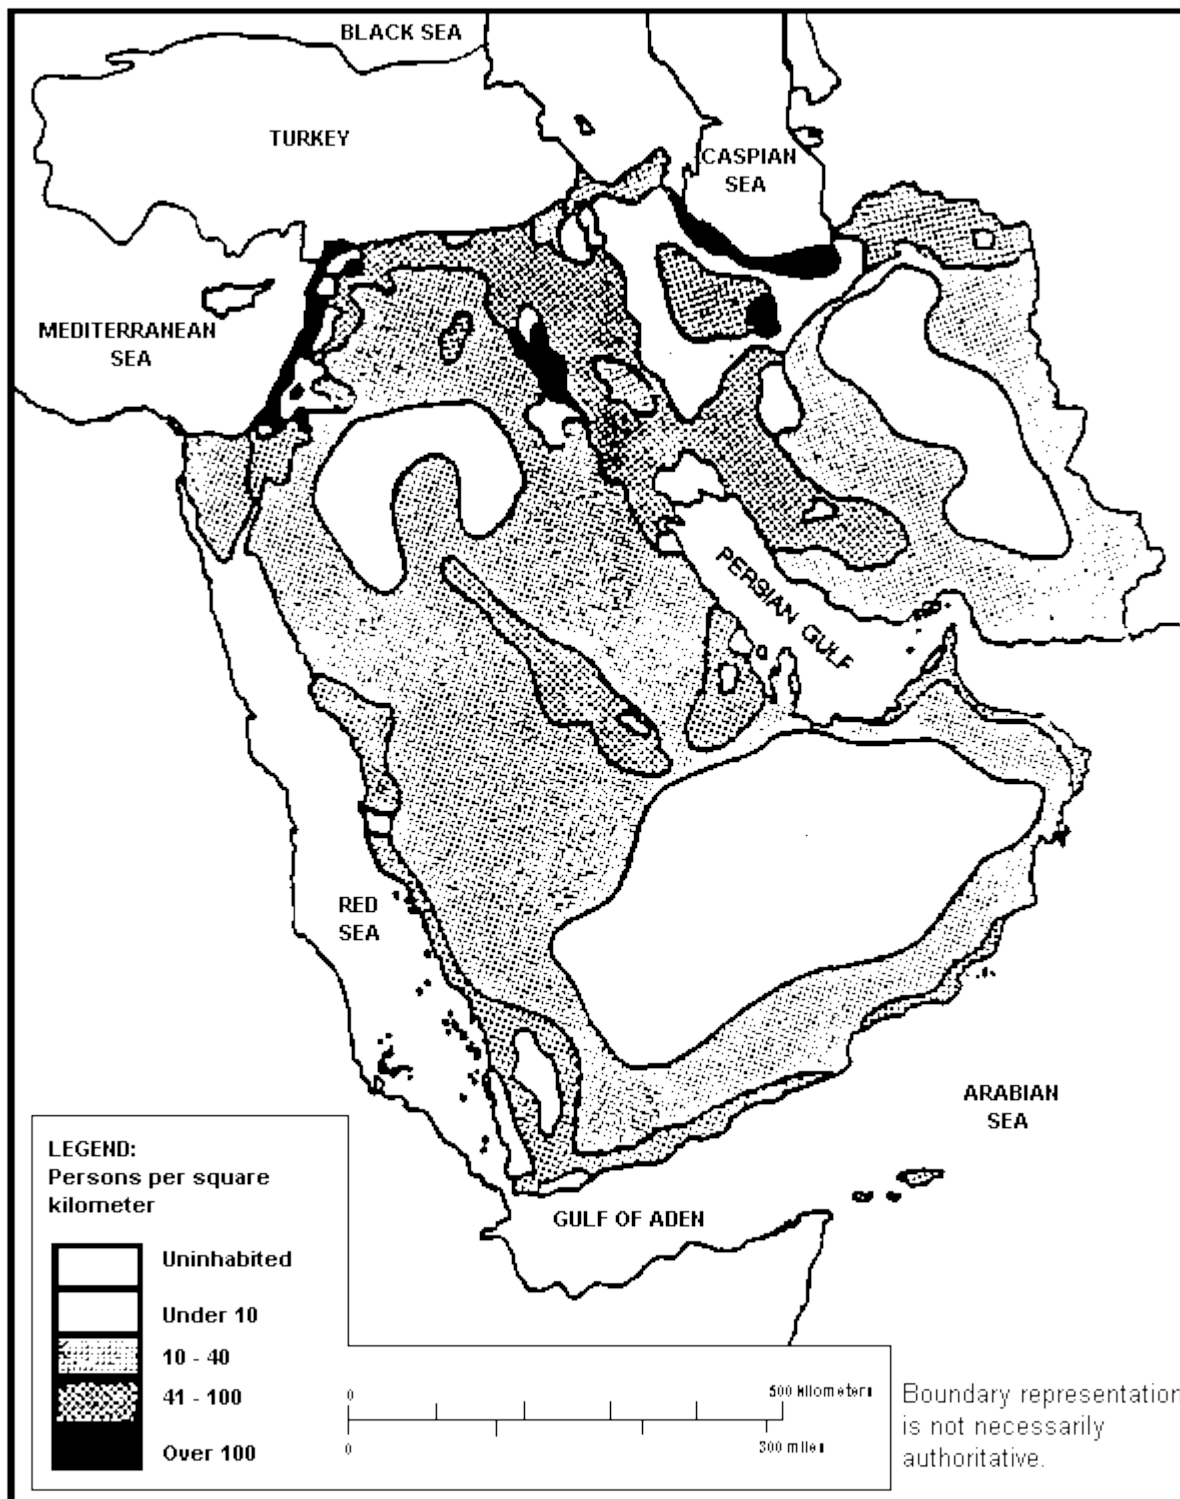 BLACK SEA
TURKEY
CASPIAN
SEA
MEDITERRANEAN
SEA
PERSIAN GULF
RED
SEA
ARABIAN
SEA
GULF OF ADEN
LEGEND:
Persons per square
kilometer
Uninhabited
Under 10
10 - 40
41 - 100
Over 100
0
500 kilometers
0
300 miles
Boundary representation
is not necessarily
authoritative.